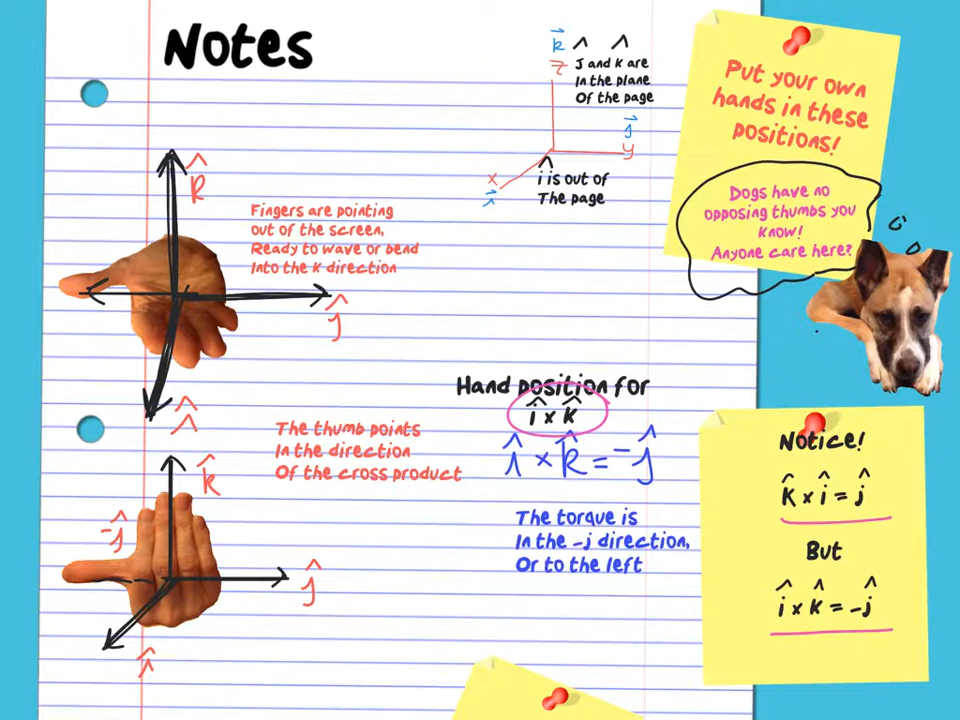 Notes
k⃗
z
ĵ and k̂ are
In the plane
Of the page
j⃗
y
x
i⃗
î is out of
The page
Put your own
hands in these
positions!
Dogs have no
opposing thumbs you
know!
Anyone care here?
k̂
Fingers are pointing
out of the screen,
Ready to wave or bend
Into the k direction
ĵ
î
Hand position for
î x k̂
î x k̂ = -ĵ
The thumb points
In the direction
Of the cross product
k̂
-ĵ
ĵ
î
The torque is
In the -j direction,
Or to the left
Notice!
k̂ x î = ĵ
But
î x k̂ = -ĵ